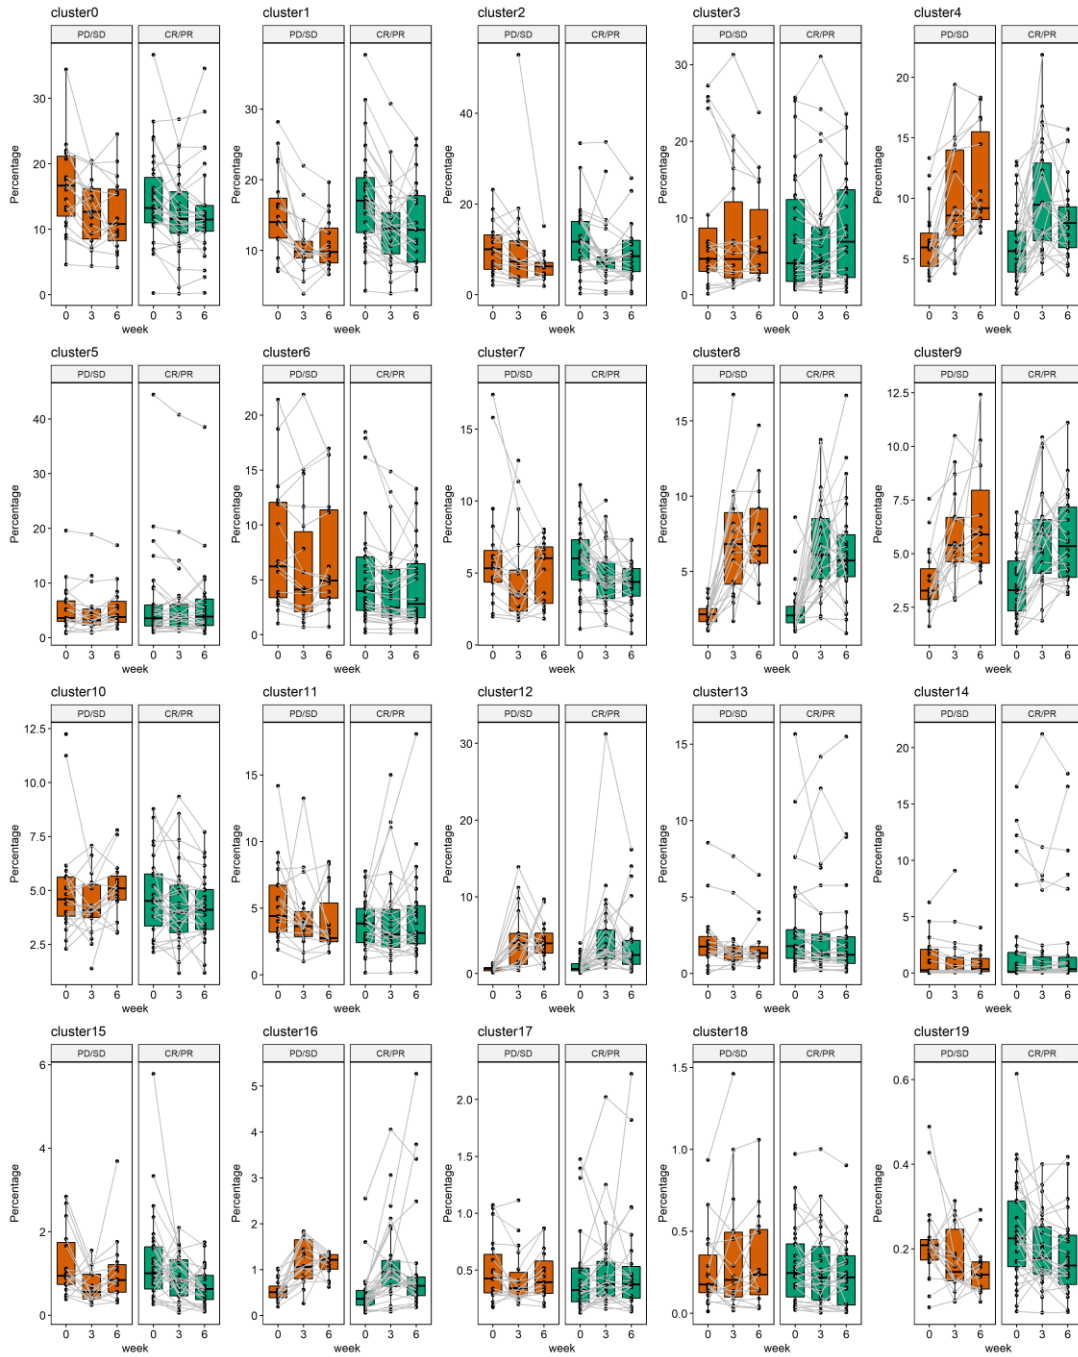 cluster0 cluster1 cluster2 cluster3 cluster4
PD/SD CR/PR PD/SD CR/PR PD/SD CR/PR PD/SD CR/PR PD/SD CR/PR
Percentage Percentage Percentage Percentage Percentage
30 20 10 0
30 20 10
40 20 0
30 20 10 0
20 15 10 5
0 3 6 0 3 6 0 3 6 0 3 6 0 3 6 0 3 6 0 3 6 0 3 6 0 3 6 0 3 6
week week week week week
cluster5 cluster6 cluster7 cluster8 cluster9
PD/SD CR/PR PD/SD CR/PR PD/SD CR/PR PD/SD CR/PR PD/SD CR/PR
Percentage Percentage Percentage Percentage Percentage
40 30 20 10 0
20 15 10 5 0
15 10 5 0
15 10 5
12.5 10.0 7.5 5.0 2.5
0 3 6 0 3 6 0 3 6 0 3 6 0 3 6 0 3 6 0 3 6 0 3 6 0 3 6 0 3 6
week week week week week
cluster10 cluster11 cluster12 cluster13 cluster14
PD/SD CR/PR PD/SD CR/PR PD/SD CR/PR PD/SD CR/PR PD/SD CR/PR
Percentage Percentage Percentage Percentage Percentage
12.5 10.0 7.5 5.0 2.5
15 10 5 0
30 20 10 0
15 10 5 0
20 15 10 5 0
0 3 6 0 3 6 0 3 6 0 3 6 0 3 6 0 3 6 0 3 6 0 3 6 0 3 6 0 3 6
week week week week week
cluster15 cluster16 cluster17 cluster18 cluster19
PD/SD CR/PR PD/SD CR/PR PD/SD CR/PR PD/SD CR/PR PD/SD CR/PR
Percentage Percentage Percentage Percentage Percentage
6 4 2 0
5 4 3 2 1 0
2.0 1.5 1.0 0.5
1.5 1.0 0.5 0.0
0.6 0.4 0.2
0 3 6 0 3 6 0 3 6 0 3 6 0 3 6 0 3 6 0 3 6 0 3 6 0 3 6 0 3 6
week week week week week